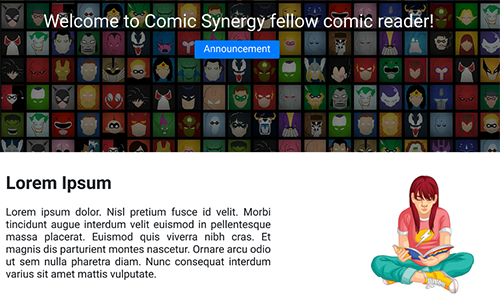 Welcome to Comic Synergy fellow comic reader!
Announcement
Lorem Ipsum
Lorem ipsum dolor. Nisl pretium fusce id velit. Morbi
tincidunt augue interdum velit euismod in pellentesque
massa placerat. Euismod quis viverra nibh cras. Et
magnis dis parturient montes nascetur. Ornare arcu odio
ut sem nulla pharetra diam. Nunc consequat interdum
varius sit amet mattis vulputate.